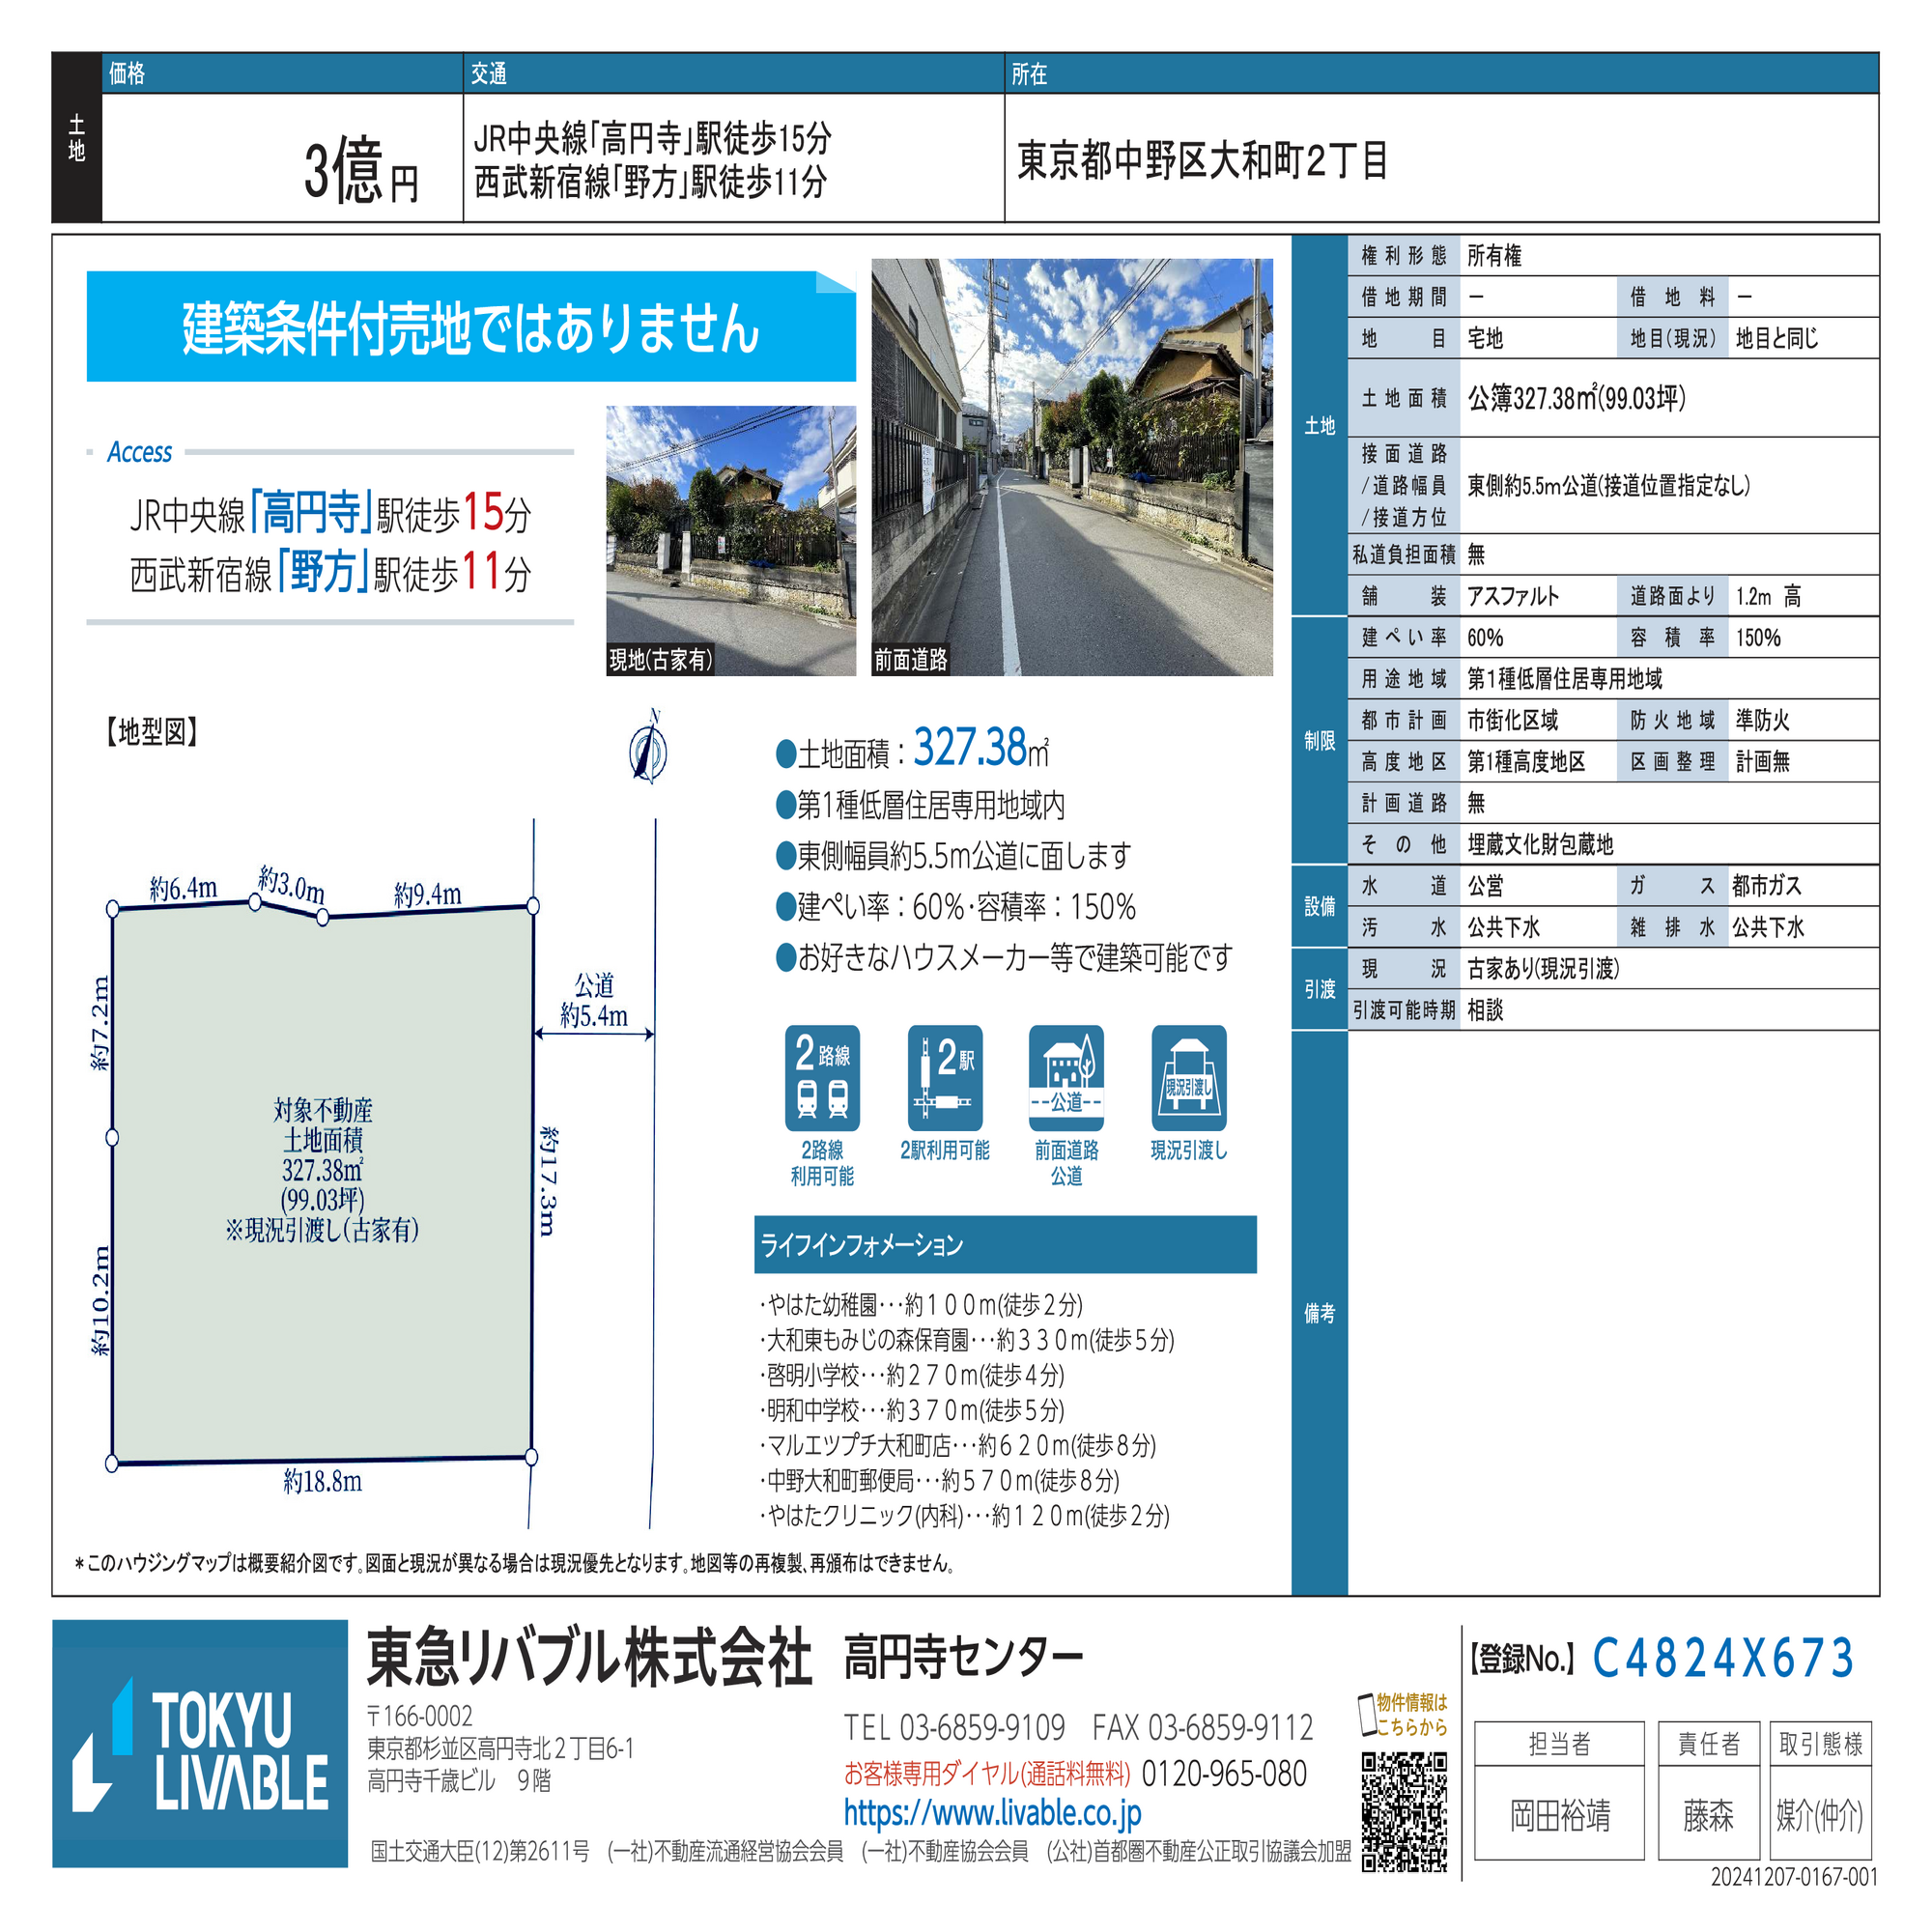 土地
価格
交通
所在
3億円
JR中央線「高円寺」駅徒歩15分
西武新宿線「野方」駅徒歩11分
東京都中野区大和町2丁目
建築条件付売地ではありません
Access
JR中央線「高円寺」駅徒歩15分
西武新宿線「野方」駅徒歩11分
現地(古家有)
前面道路
【地型図】
N
約6.4m
約3.0m
約9.4m
約7.2m
約10.2m
約17.3m
約18.8m
公道
約5.4m
対象不動産
土地面積
327.38㎡
(99.03坪)
※現況引渡し(古家有)
●土地面積：327.38㎡
●第1種低層住居専用地域内
●東側幅員約5.5m公道に面します
●建ぺい率：60%・容積率：150%
●お好きなハウスメーカー等で建築可能です
2路線
2駅
--公道--
現況引渡し
2路線
利用可能
2駅利用可能
前面道路
公道
現況引渡し
ライフインフォメーション
・やはた幼稚園･･･約１００ｍ(徒歩２分)
・大和東もみじの森保育園･･･約３３０ｍ(徒歩５分)
・啓明小学校･･･約２７０ｍ(徒歩４分)
・明和中学校･･･約３７０ｍ(徒歩５分)
・マルエツプチ大和町店･･･約６２０ｍ(徒歩８分)
・中野大和町郵便局･･･約５７０ｍ(徒歩８分)
・やはたクリニック(内科)･･･約１２０ｍ(徒歩２分)
＊このハウジングマップは概要紹介図です。図面と現況が異なる場合は現況優先となります。地図等の再複製、再頒布はできません。
土地
権利形態 所有権
借地期間 ― 借地料 ―
地目 宅地 地目(現況) 地目と同じ
土地面積 公簿327.38㎡(99.03坪)
接面道路
/道路幅員
/接道方位
東側約5.5m公道(接道位置指定なし)
私道負担面積 無
舗装 アスファルト 道路面より 1.2m 高
制限
建ぺい率 60% 容積率 150%
用途地域 第1種低層住居専用地域
都市計画 市街化区域 防火地域 準防火
高度地区 第1種高度地区 区画整理 計画無
計画道路 無
その他 埋蔵文化財包蔵地
設備
水道 公営 ガス 都市ガス
汚水 公共下水 雑排水 公共下水
引渡
現況 古家あり(現況引渡)
引渡可能時期 相談
備考
TOKYU
LIVABLE
東急リバブル株式会社 高円寺センター
〒166-0002
東京都杉並区高円寺北２丁目6-1
高円寺千歳ビル　９階
TEL 03-6859-9109 FAX 03-6859-9112
お客様専用ダイヤル(通話料無料) 0120-965-080
https://www.livable.co.jp
国土交通大臣(12)第2611号 (一社)不動産流通経営協会会員 (一社)不動産協会会員 (公社)首都圏不動産公正取引協議会加盟
物件情報は
こちらから
【登録No.】 C4824X673
担当者 責任者 取引態様
岡田裕靖 藤森 媒介(仲介)
20241207-0167-001